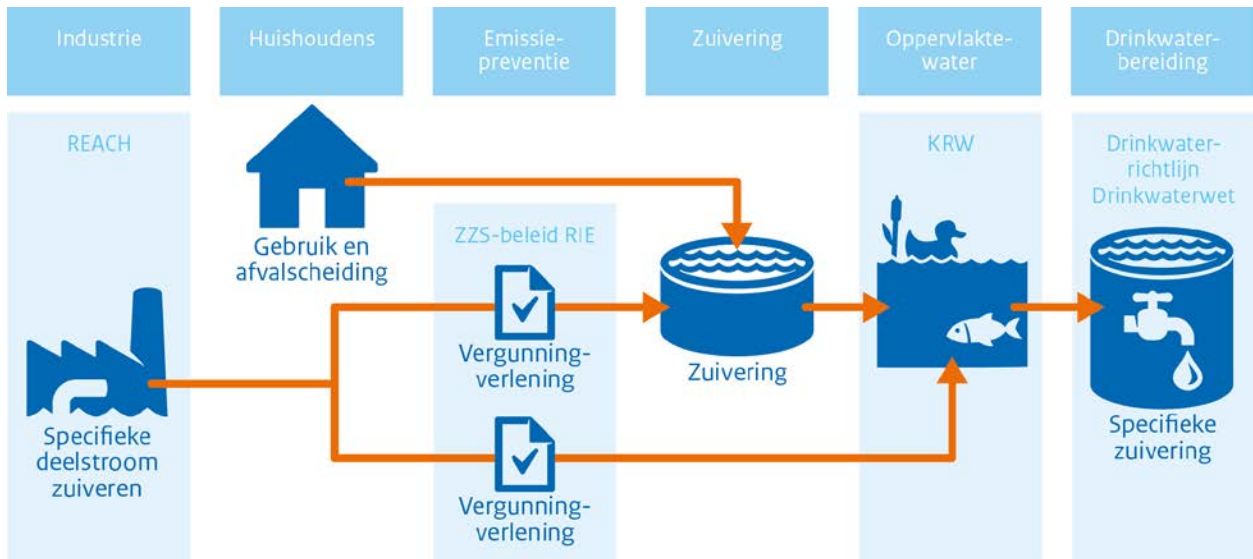 Industrie
Huishoudens
Emissie-
preventie
Zuivering
Oppervlakte-
water
Drinkwater-
bereiding
REACH
KRW
Drinkwater-
richtlijn
Drinkwaterwet
Gebruik en
afvalscheiding
ZZS-beleid RIE
Vergunning-
verlening
Zuivering
Specifieke
deelstroom
zuiveren
Vergunning-
verlening
Specifieke
zuivering